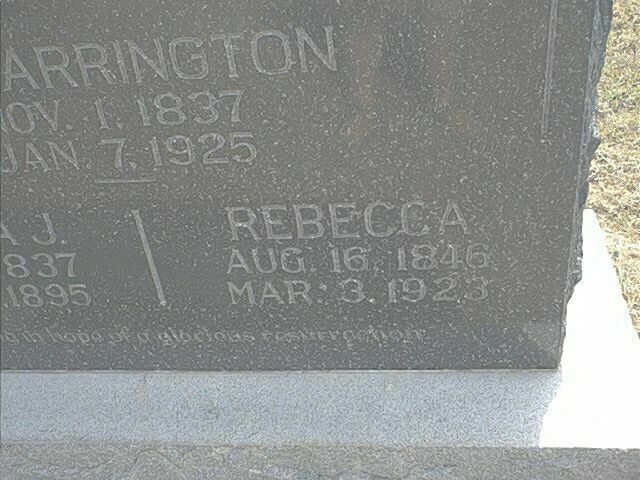 ARRINGTON
NOV. 1, 1837
JAN. 7, 1925
A J.
837
1895
REBECCA
AUG. 16, 1846
MAR. 3, 1923
in hope of a glorious resurrection